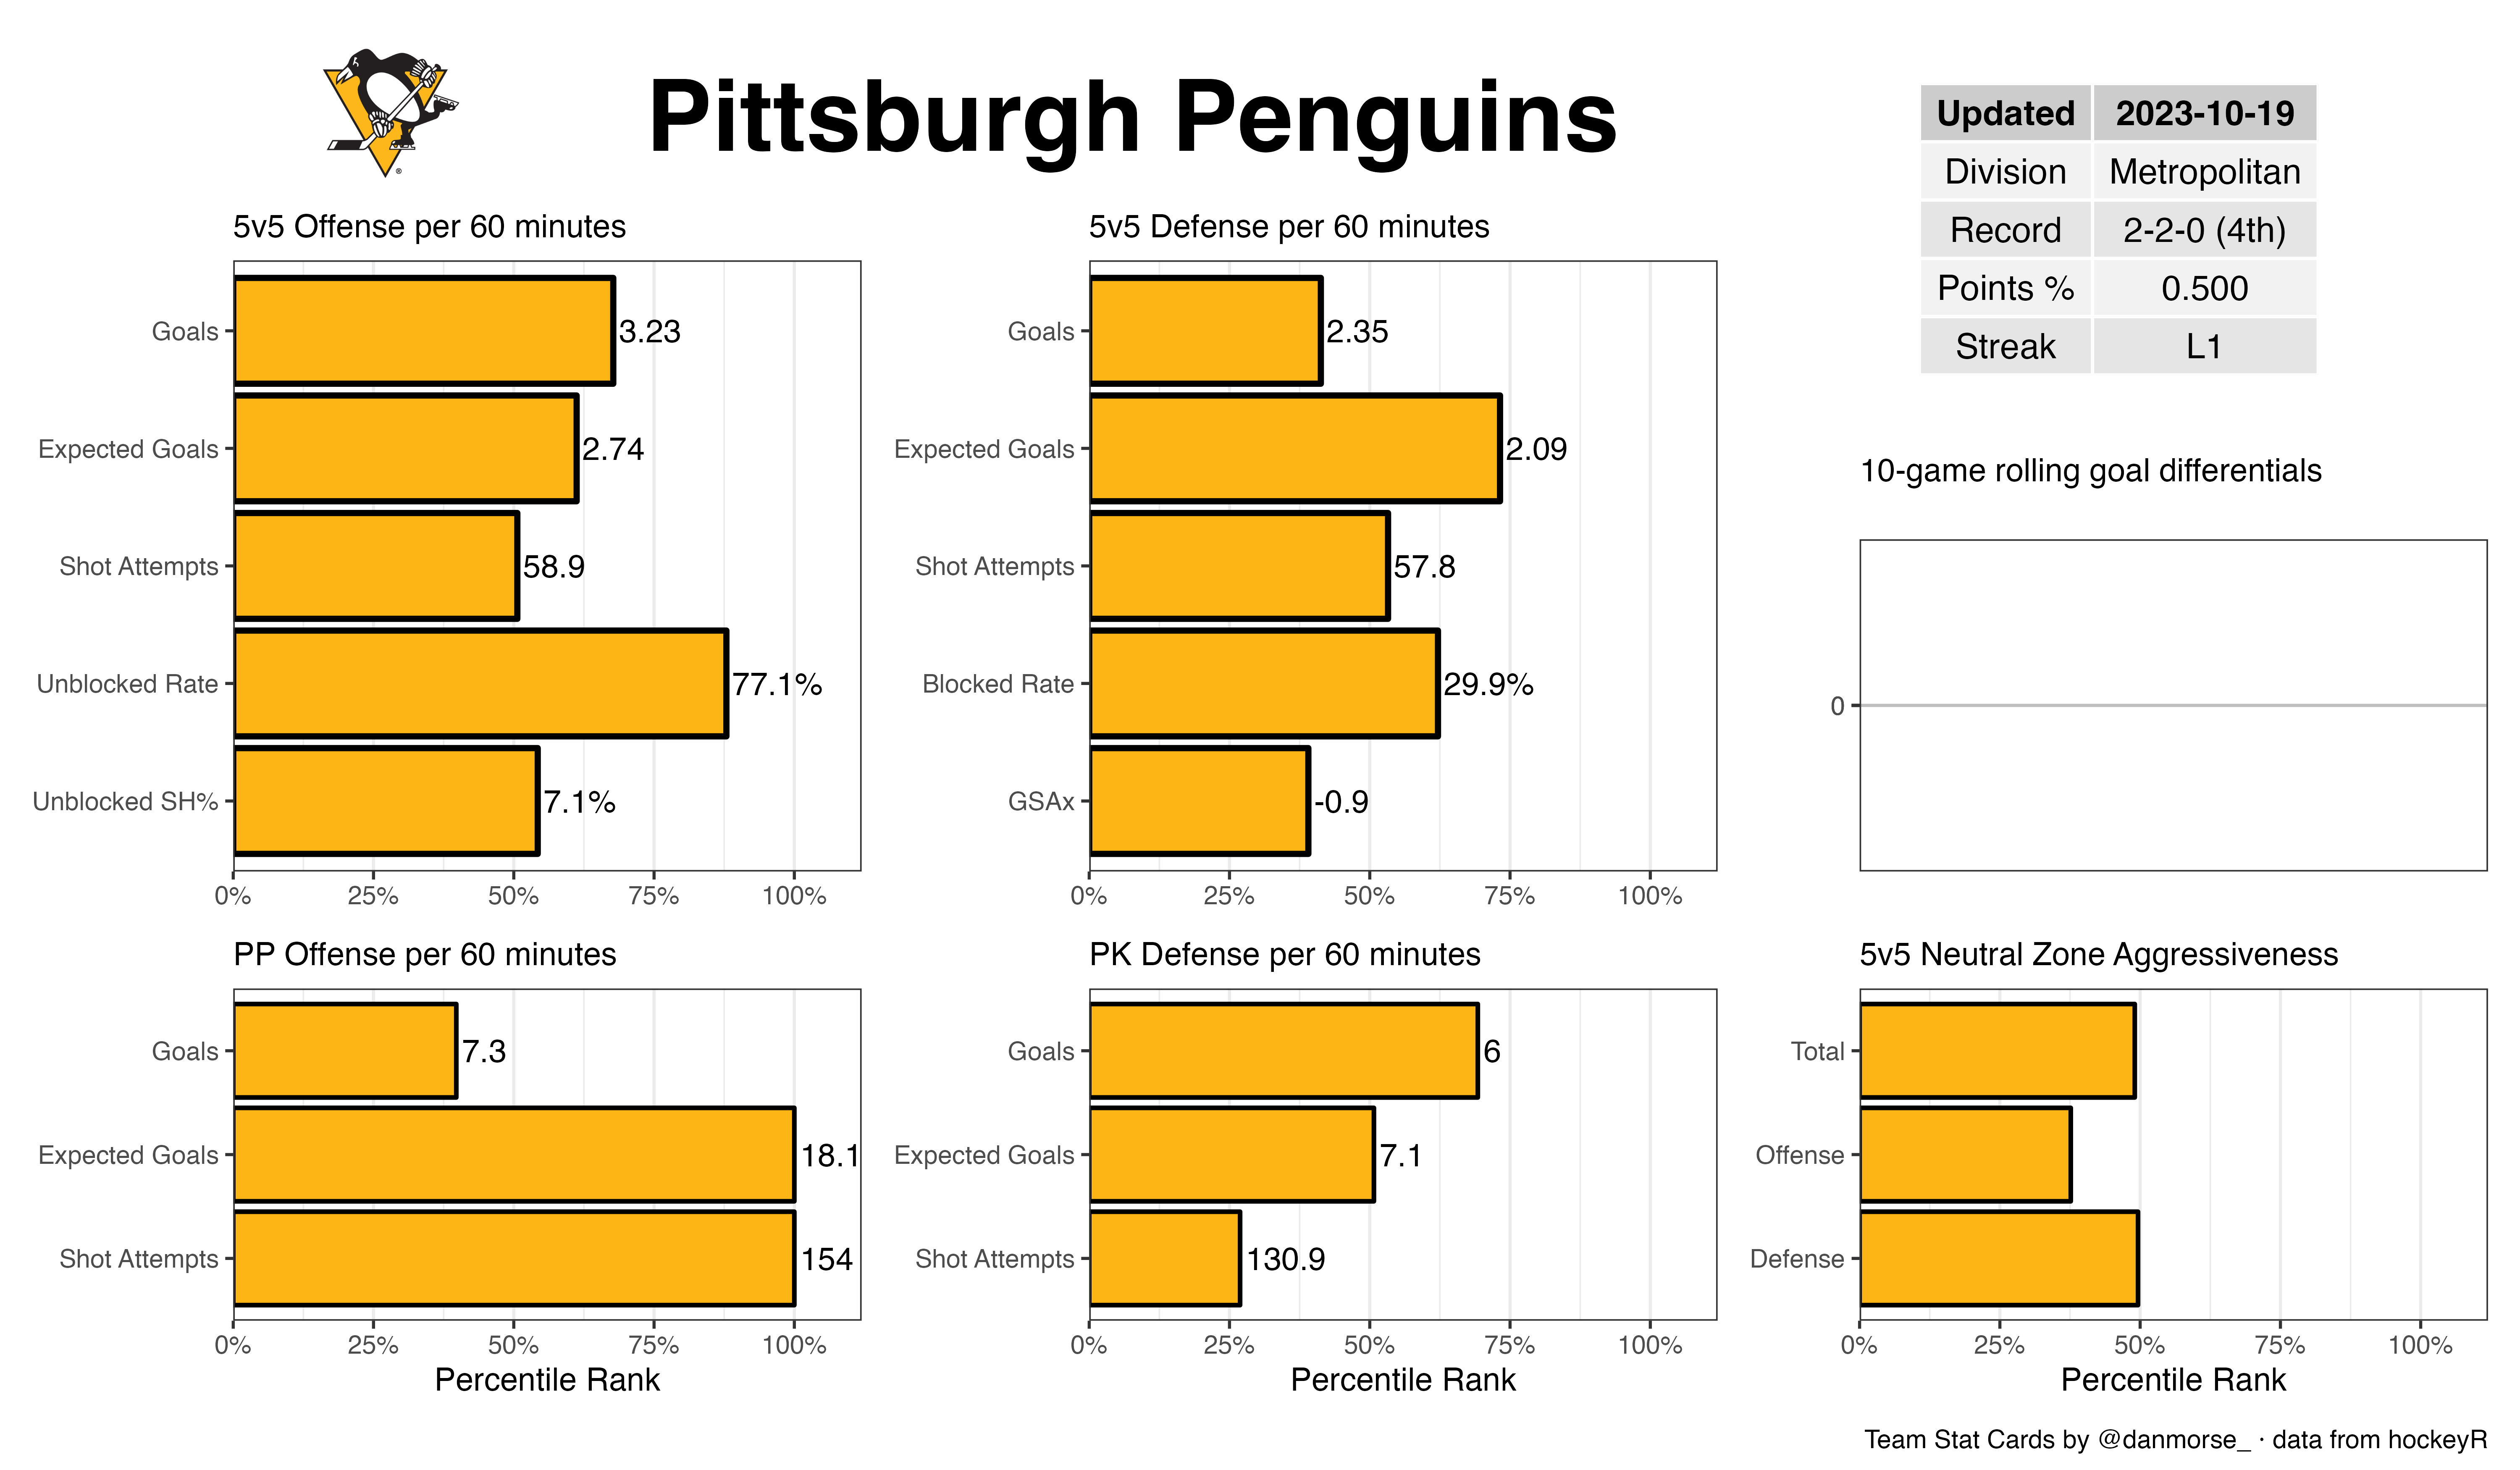 Pittsburgh Penguins
Updated 2023-10-19
Division Metropolitan
Record 2-2-0 (4th)
Points % 0.500
Streak L1
5v5 Offense per 60 minutes
Goals 3.23
Expected Goals 2.74
Shot Attempts 58.9
Unblocked Rate 77.1%
Unblocked SH% 7.1%
0% 25% 50% 75% 100%
5v5 Defense per 60 minutes
Goals 2.35
Expected Goals 2.09
Shot Attempts 57.8
Blocked Rate 29.9%
GSAx -0.9
0% 25% 50% 75% 100%
10-game rolling goal differentials
0
PP Offense per 60 minutes
Goals 7.3
Expected Goals 18.1
Shot Attempts 154
0% 25% 50% 75% 100%
Percentile Rank
PK Defense per 60 minutes
Goals 6
Expected Goals 7.1
Shot Attempts 130.9
0% 25% 50% 75% 100%
Percentile Rank
5v5 Neutral Zone Aggressiveness
Total
Offense
Defense
0% 25% 50% 75% 100%
Percentile Rank
Team Stat Cards by @danmorse_ · data from hockeyR